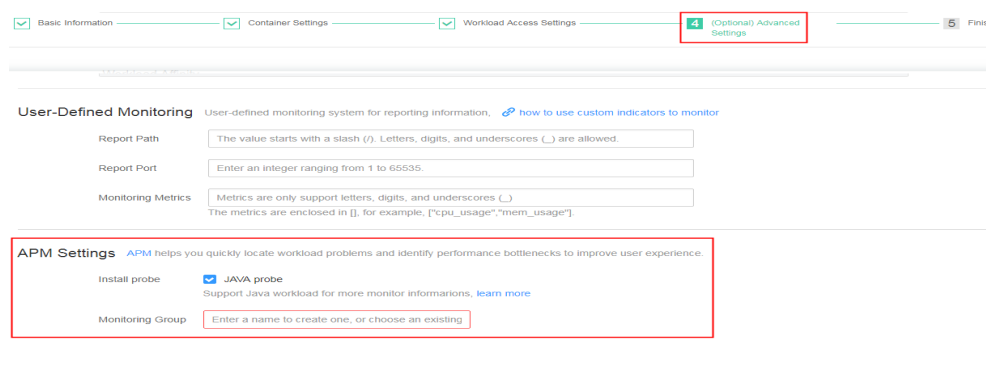 Basic Information
Container Settings
Workload Access Settings
4 (Optional) Advanced
Settings
5 Finis
User-Defined Monitoring User-defined monitoring system for reporting information, how to use custom indicators to monitor
Report Path The value starts with a slash (/). Letters, digits, and underscores (_) are allowed.
Report Port Enter an integer ranging from 1 to 65535.
Monitoring Metrics Metrics are only support letters, digits, and underscores (_)
The metrics are enclosed in [], for example, ["cpu_usage","mem_usage"].
APM Settings APM helps you quickly locate workload problems and identify performance bottlenecks to improve user experience.
Install probe JAVA probe
Support Java workload for more monitor informarions, learn more
Monitoring Group Enter a name to create one, or choose an existing